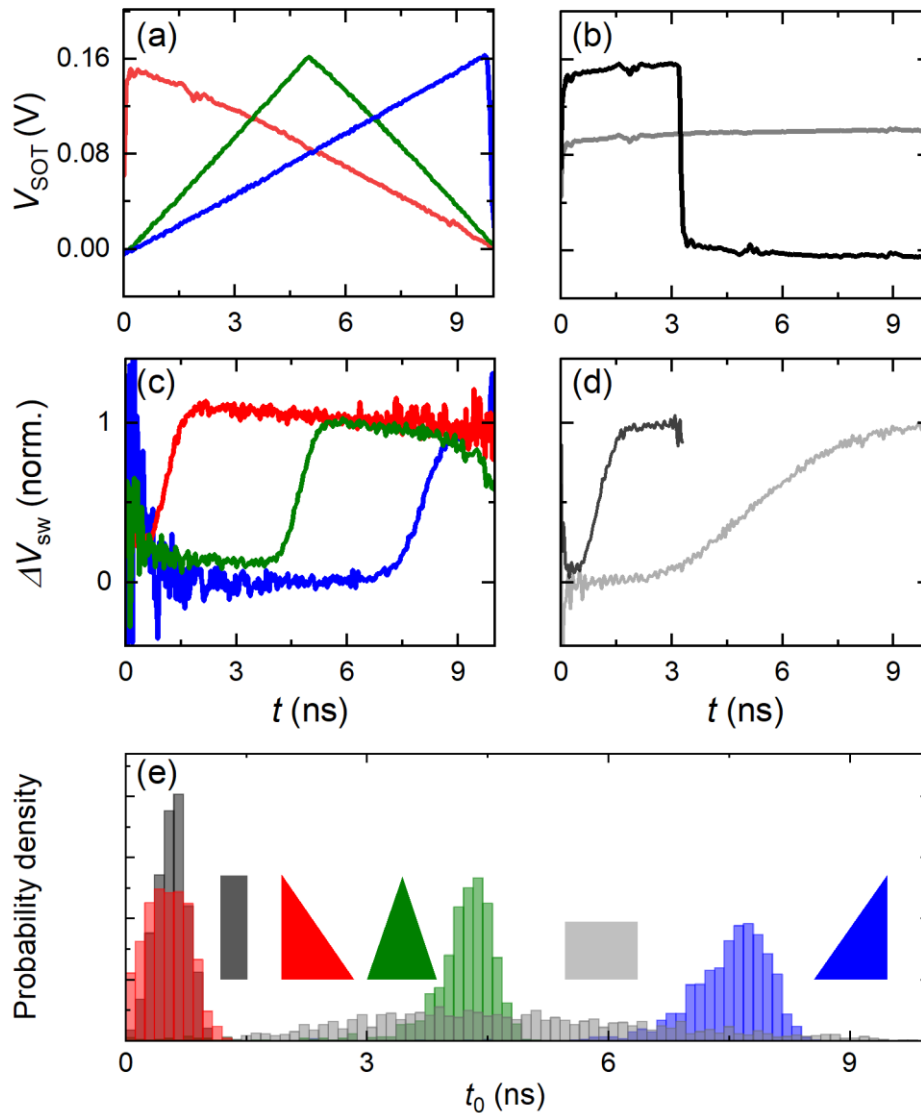 (a)
(b)
V_SOT (V)
0.16
0.08
0.00
0 3 6 9
0 3 6 9
(c)
(d)
ΔV_sw (norm.)
1
0
0 3 6 9
0 3 6 9
t (ns)
t (ns)
(e)
Probability density
0 3 6 9
t_0 (ns)